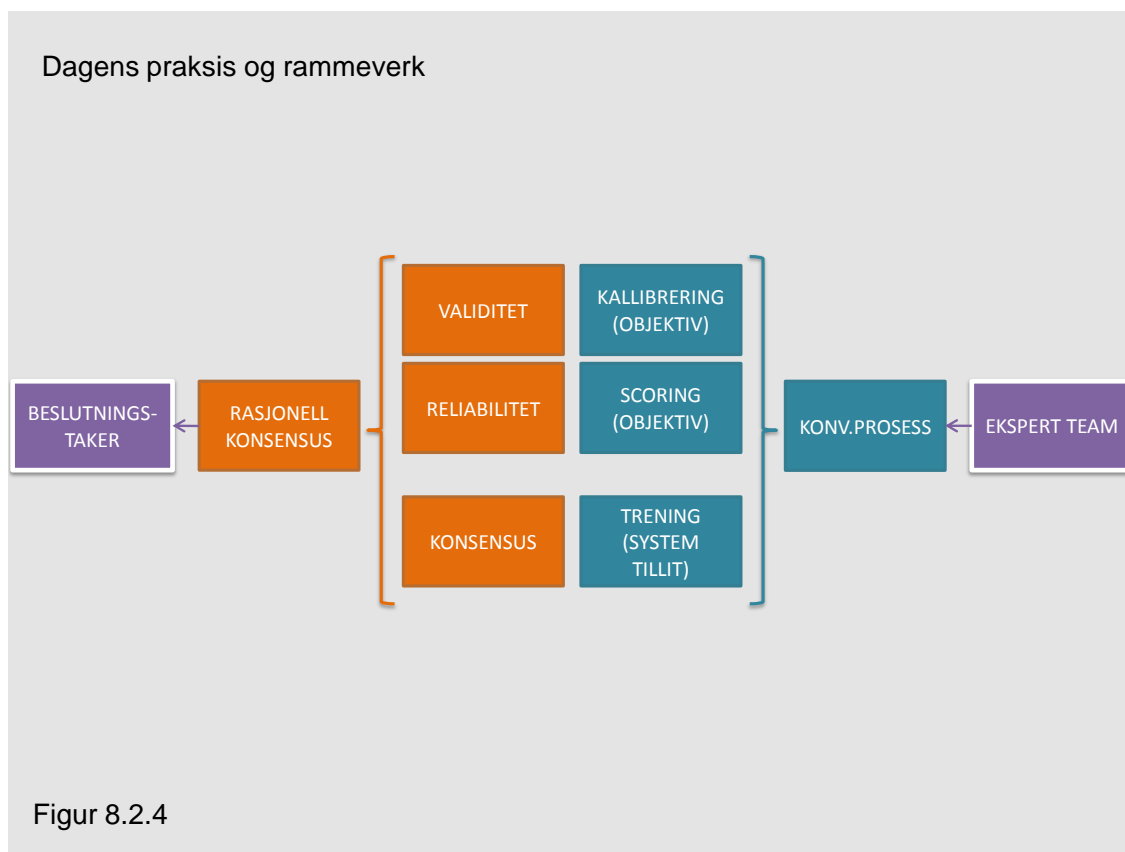 Dagens praksis og rammeverk
BESLUTNINGS-
TAKER
RASJONELL
KONSENSUS
VALIDITET
RELIABILITET
KONSENSUS
KALLIBRERING
(OBJEKTIV)
SCORING
(OBJEKTIV)
TRENING
(SYSTEM
TILLIT)
KONV.PROSESS
EKSPERT TEAM
Figur 8.2.4